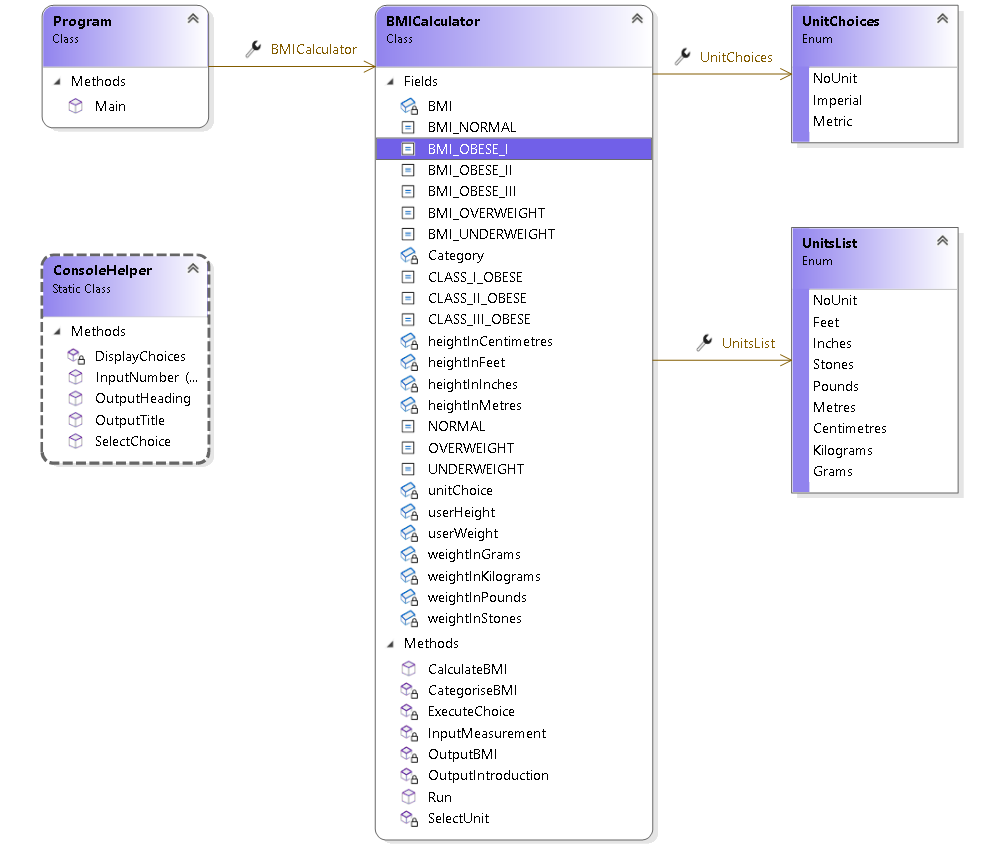 Program
Class
Methods
Main
BMICalculator
BMICalculator
Class
Fields
BMI
BMI_NORMAL
BMI_OBESE_I
BMI_OBESE_II
BMI_OBESE_III
BMI_OVERWEIGHT
BMI_UNDERWEIGHT
Category
CLASS_I_OBESE
CLASS_II_OBESE
CLASS_III_OBESE
heightInCentimetres
heightInFeet
heightInInches
heightInMetres
NORMAL
OVERWEIGHT
UNDERWEIGHT
unitChoice
userHeight
userWeight
weightInGrams
weightInKilograms
weightInPounds
weightInStones
Methods
CalculateBMI
CategoriseBMI
ExecuteChoice
InputMeasurement
OutputBMI
OutputIntroduction
Run
SelectUnit
UnitChoices
UnitChoices
Enum
NoUnit
Imperial
Metric
ConsoleHelper
Static Class
Methods
DisplayChoices
InputNumber (...
OutputHeading
OutputTitle
SelectChoice
UnitsList
UnitsList
Enum
NoUnit
Feet
Inches
Stones
Pounds
Metres
Centimetres
Kilograms
Grams